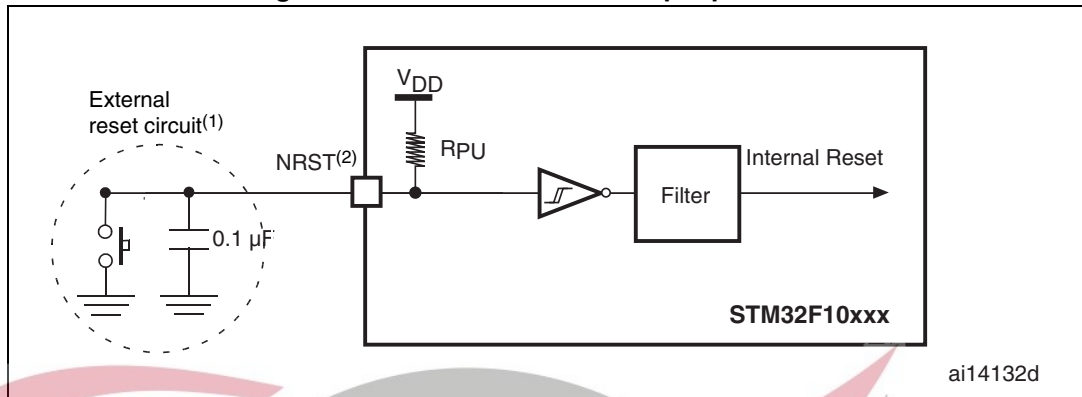 External
reset circuit(1)
NRST(2)
VDD
RPU
0.1 µF
Filter
Internal Reset
STM32F10xxx
ai14132d